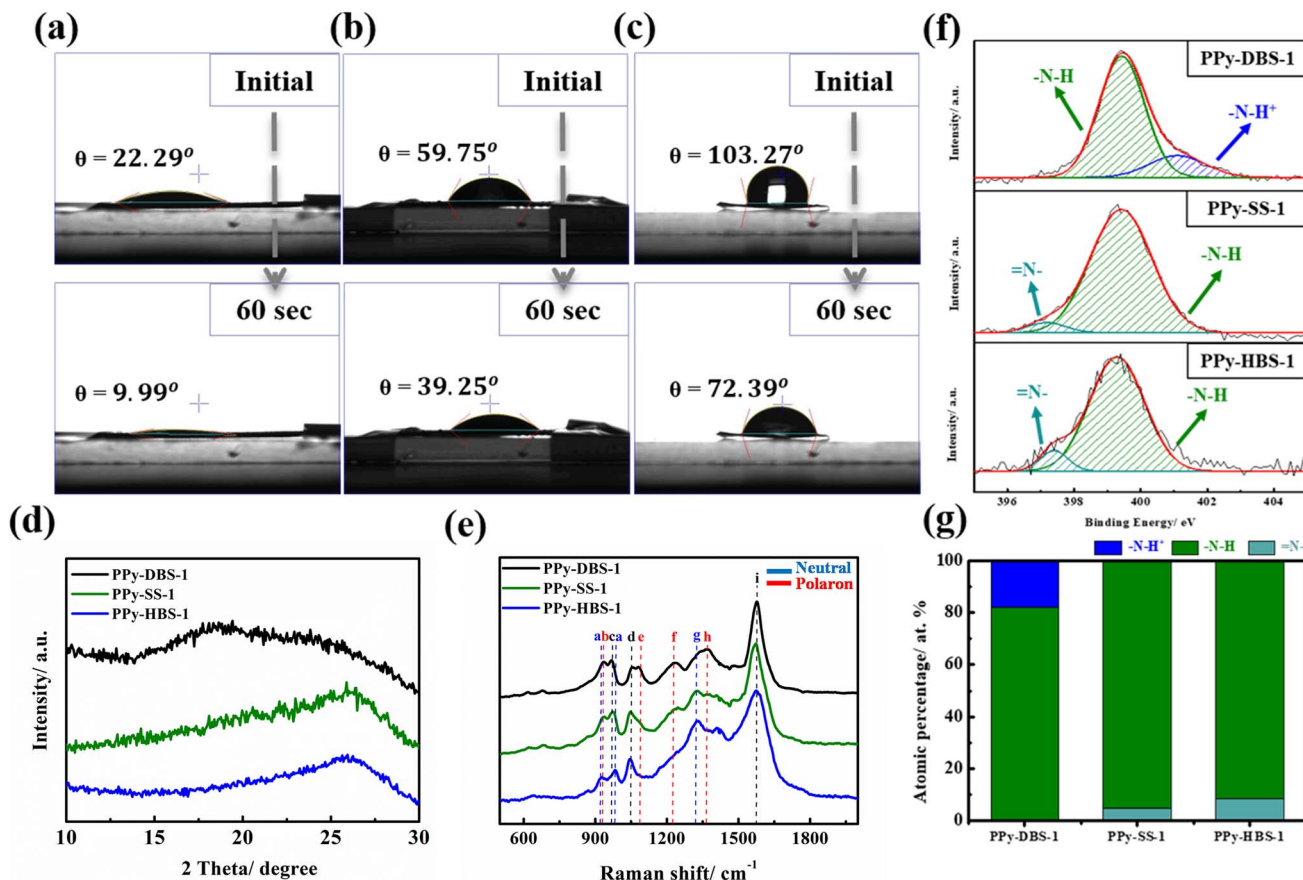 (a)
Initial
θ = 22.29°
60 sec
θ = 9.99°
(b)
Initial
θ = 59.75°
60 sec
θ = 39.25°
(c)
Initial
θ = 103.27°
60 sec
θ = 72.39°
(d)
PPy-DBS-1
PPy-SS-1
PPy-HBS-1
Intensity/ a.u.
10 15 20 25 30
2 Theta/ degree
(e)
PPy-DBS-1
PPy-SS-1
PPy-HBS-1
Neutral
Polaron
a b c a d e f g h i
600 900 1200 1500 1800
Raman shift/ cm⁻¹
(f)
PPy-DBS-1
-N-H
-N-H⁺
Intensity/ a.u.
PPy-SS-1
=N-
-N-H
Intensity/ a.u.
PPy-HBS-1
=N-
-N-H
Intensity/ a.u.
396 398 400 402 404
Binding Energy/ eV
(g)
-N-H⁺ -N-H =N-
Atomic percentage/ at. %
100
80
60
40
20
0
PPy-DBS-1 PPy-SS-1 PPy-HBS-1